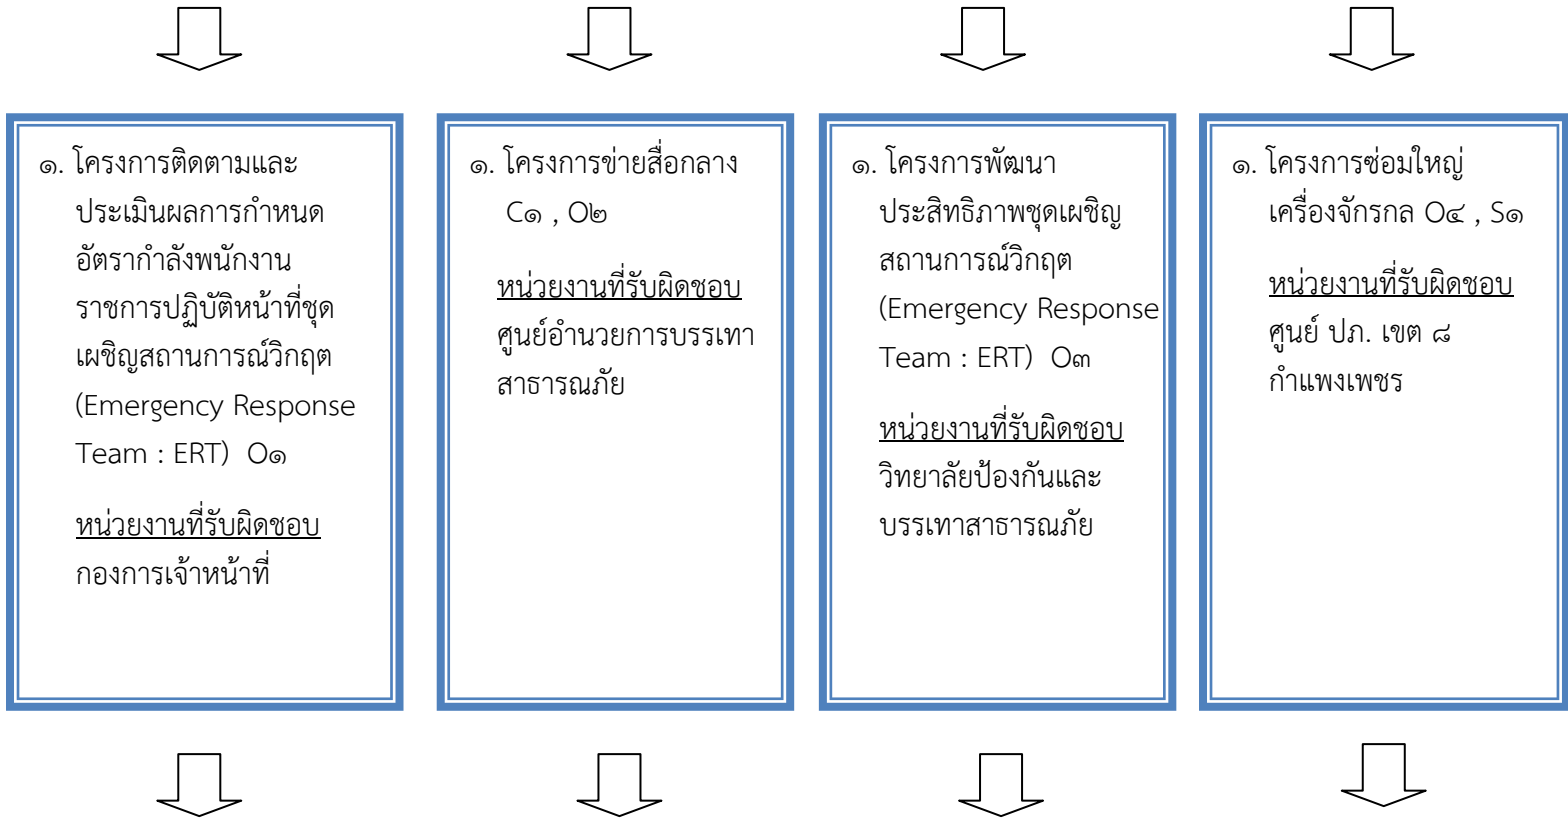 ๑. โครงการติดตามและ
ประเมินผลการกำหนด
อัตรากำลังพนักงาน
ราชการปฏิบัติหน้าที่ชุด
เผชิญสถานการณ์วิกฤต
(Emergency Response
Team : ERT) O๑
หน่วยงานที่รับผิดชอบ
กองการเจ้าหน้าที่
๑. โครงการข่ายสื่อกลาง
C๑ , O๒
หน่วยงานที่รับผิดชอบ
ศูนย์อำนวยการบรรเทา
สาธารณภัย
๑. โครงการพัฒนา
ประสิทธิภาพชุดเผชิญ
สถานการณ์วิกฤต
(Emergency Response
Team : ERT) O๓
หน่วยงานที่รับผิดชอบ
วิทยาลัยป้องกันและ
บรรเทาสาธารณภัย
๑. โครงการซ่อมใหญ่
เครื่องจักรกล O๔ , S๑
หน่วยงานที่รับผิดชอบ
ศูนย์ ปภ. เขต ๘
กำแพงเพชร